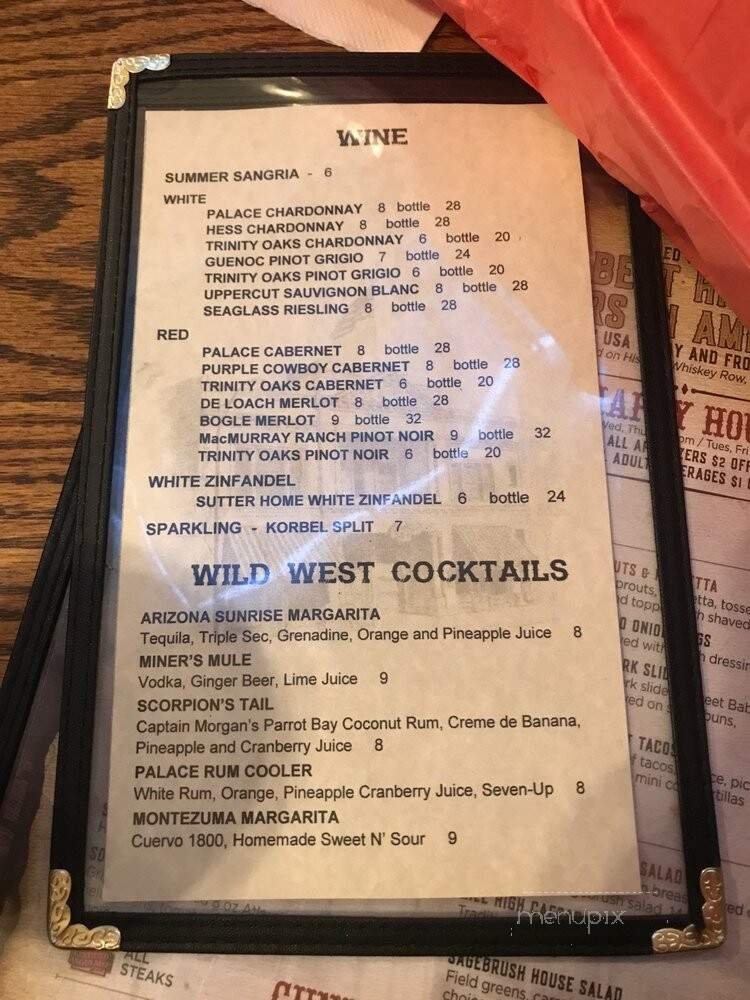 WINE
SUMMER SANGRIA - 6
WHITE
PALACE CHARDONNAY 8 bottle 28
HESS CHARDONNAY 8 bottle 28
TRINITY OAKS CHARDONNAY 6 bottle 20
GUENOC PINOT GRIGIO 7 bottle 24
TRINITY OAKS PINOT GRIGIO 6 bottle 20
UPPERCUT SAUVIGNON BLANC 8 bottle 28
SEAGLASS RIESLING 8 bottle 28
RED
PALACE CABERNET 8 bottle 28
PURPLE COWBOY CABERNET 8 bottle 28
TRINITY OAKS CABERNET 6 bottle 20
DE LOACH MERLOT 8 bottle 28
BOGLE MERLOT 9 bottle 32
MacMURRAY RANCH PINOT NOIR 9 bottle 32
TRINITY OAKS PINOT NOIR 6 bottle 20
WHITE ZINFANDEL
SUTTER HOME WHITE ZINFANDEL 6 bottle 24
SPARKLING - KORBEL SPLIT 7
WILD WEST COCKTAILS
ARIZONA SUNRISE MARGARITA
Tequila, Triple Sec, Grenadine, Orange and Pineapple Juice 8
MINER'S MULE
Vodka, Ginger Beer, Lime Juice 9
SCORPION'S TAIL
Captain Morgan's Parrot Bay Coconut Rum, Creme de Banana,
Pineapple and Cranberry Juice 8
PALACE RUM COOLER
White Rum, Orange, Pineapple Cranberry Juice, Seven-Up 8
MONTEZUMA MARGARITA
Cuervo 1800, Homemade Sweet N' Sour 9
USA
Whiskey Row,
SALAD
menupix
ALL
STEAKS
SAGEBRUSH HOUSE SALAD
Field greens,